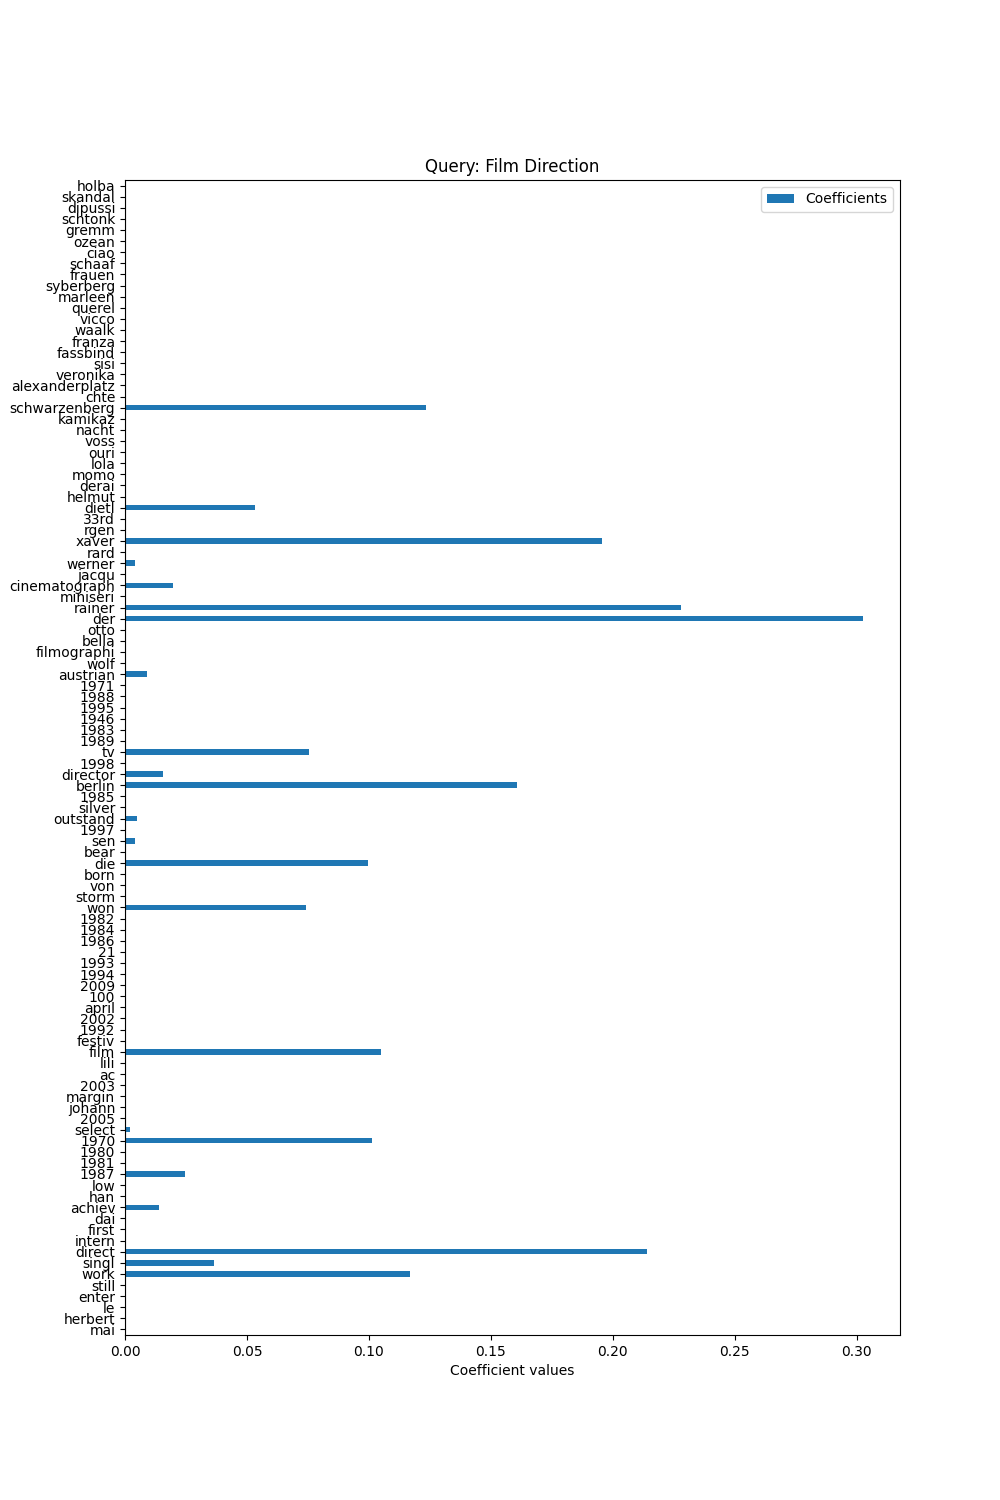 Query: Film Direction
Coefficients
holba
skandal
dipussi
schtonk
gremm
ozean
ciao
schaaf
frauen
syberberg
marleen
querel
vicco
waalk
franza
fassbind
sisi
veronika
alexanderplatz
chte
schwarzenberg
kamikaz
nacht
voss
ouri
lola
momo
derai
helmut
dietl
33rd
rgen
xaver
rard
werner
jacqu
cinematograph
miniseri
rainer
der
otto
bella
filmographi
wolf
austrian
1971
1988
1995
1946
1983
1989
tv
1998
director
berlin
1985
silver
outstand
1997
sen
bear
die
born
von
storm
won
1982
1984
1986
21
1993
1994
2009
100
april
2002
1992
festiv
film
lili
ac
2003
margin
johann
2005
select
1970
1980
1981
1987
low
han
achiev
dai
first
intern
direct
singl
work
still
enter
le
herbert
mai
0.00 0.05 0.10 0.15 0.20 0.25 0.30
Coefficient values